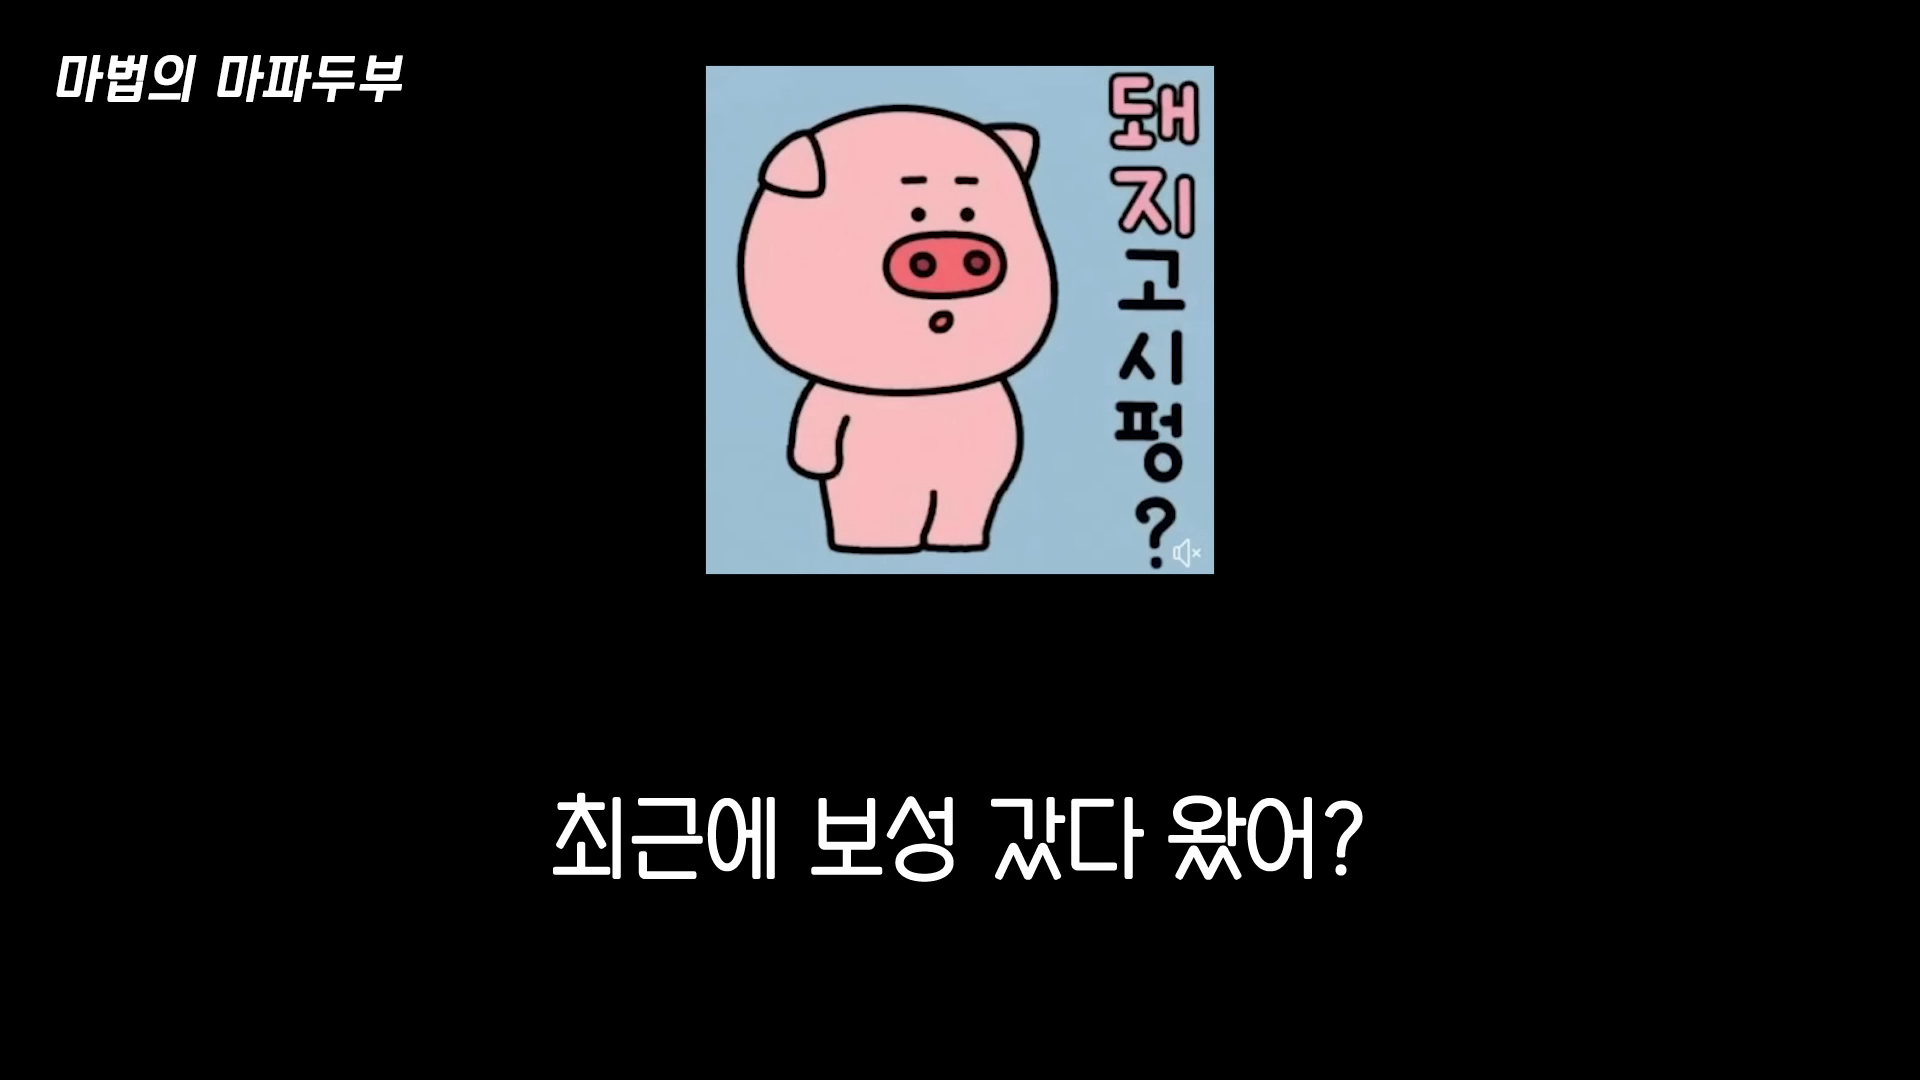 마법의 마파두부
돼
지
고
시
펑
?
최근에 보성 갔다 왔어?